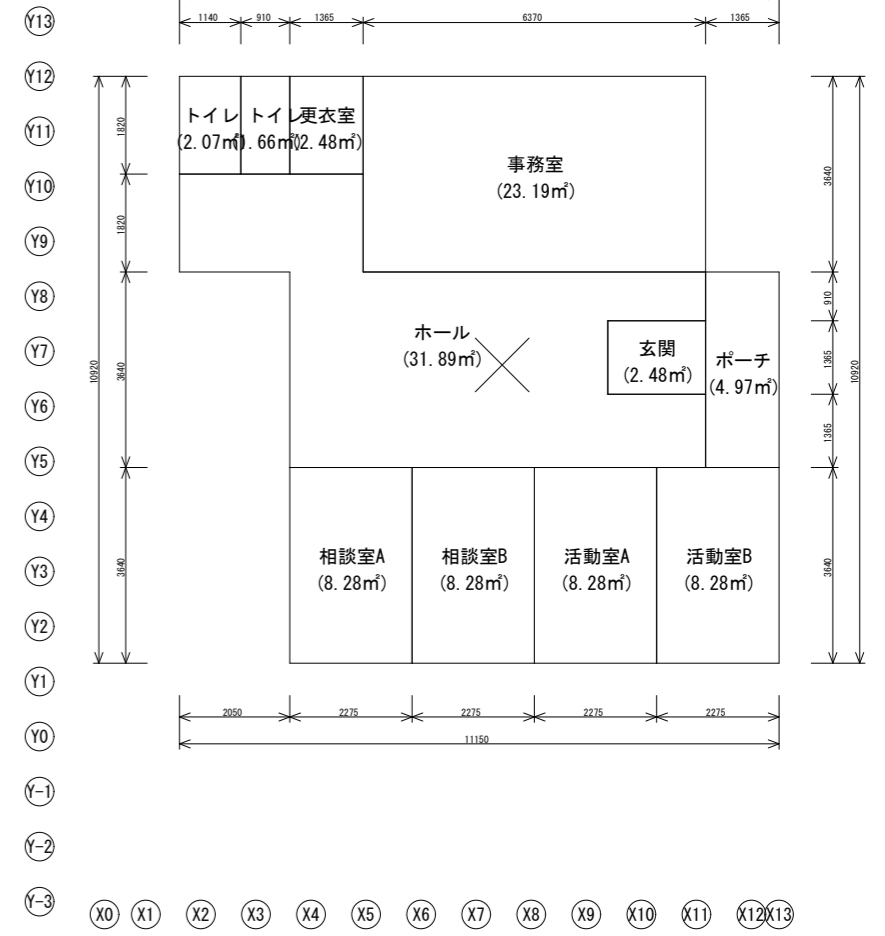 Y13
1140
910
1365
6370
1365
Y12
トイレ
(2.07㎡)
トイレ
1.66㎡)
更衣室
(2.48㎡)
Y11
1820
事務室
(23.19㎡)
Y10
3640
1820
Y9
Y8
910
ホール
(31.89㎡)
玄関
(2.48㎡)
ポーチ
(4.97㎡)
Y7
10920
3640
1365
10920
Y6
1365
Y5
Y4
相談室A
(8.28㎡)
相談室B
(8.28㎡)
活動室A
(8.28㎡)
活動室B
(8.28㎡)
Y3
3640
3640
Y2
Y1
2050
2275
2275
2275
2275
Y0
11150
Y-1
Y-2
Y-3
X0
X1
X2
X3
X4
X5
X6
X7
X8
X9
X10
X11
X12
X13